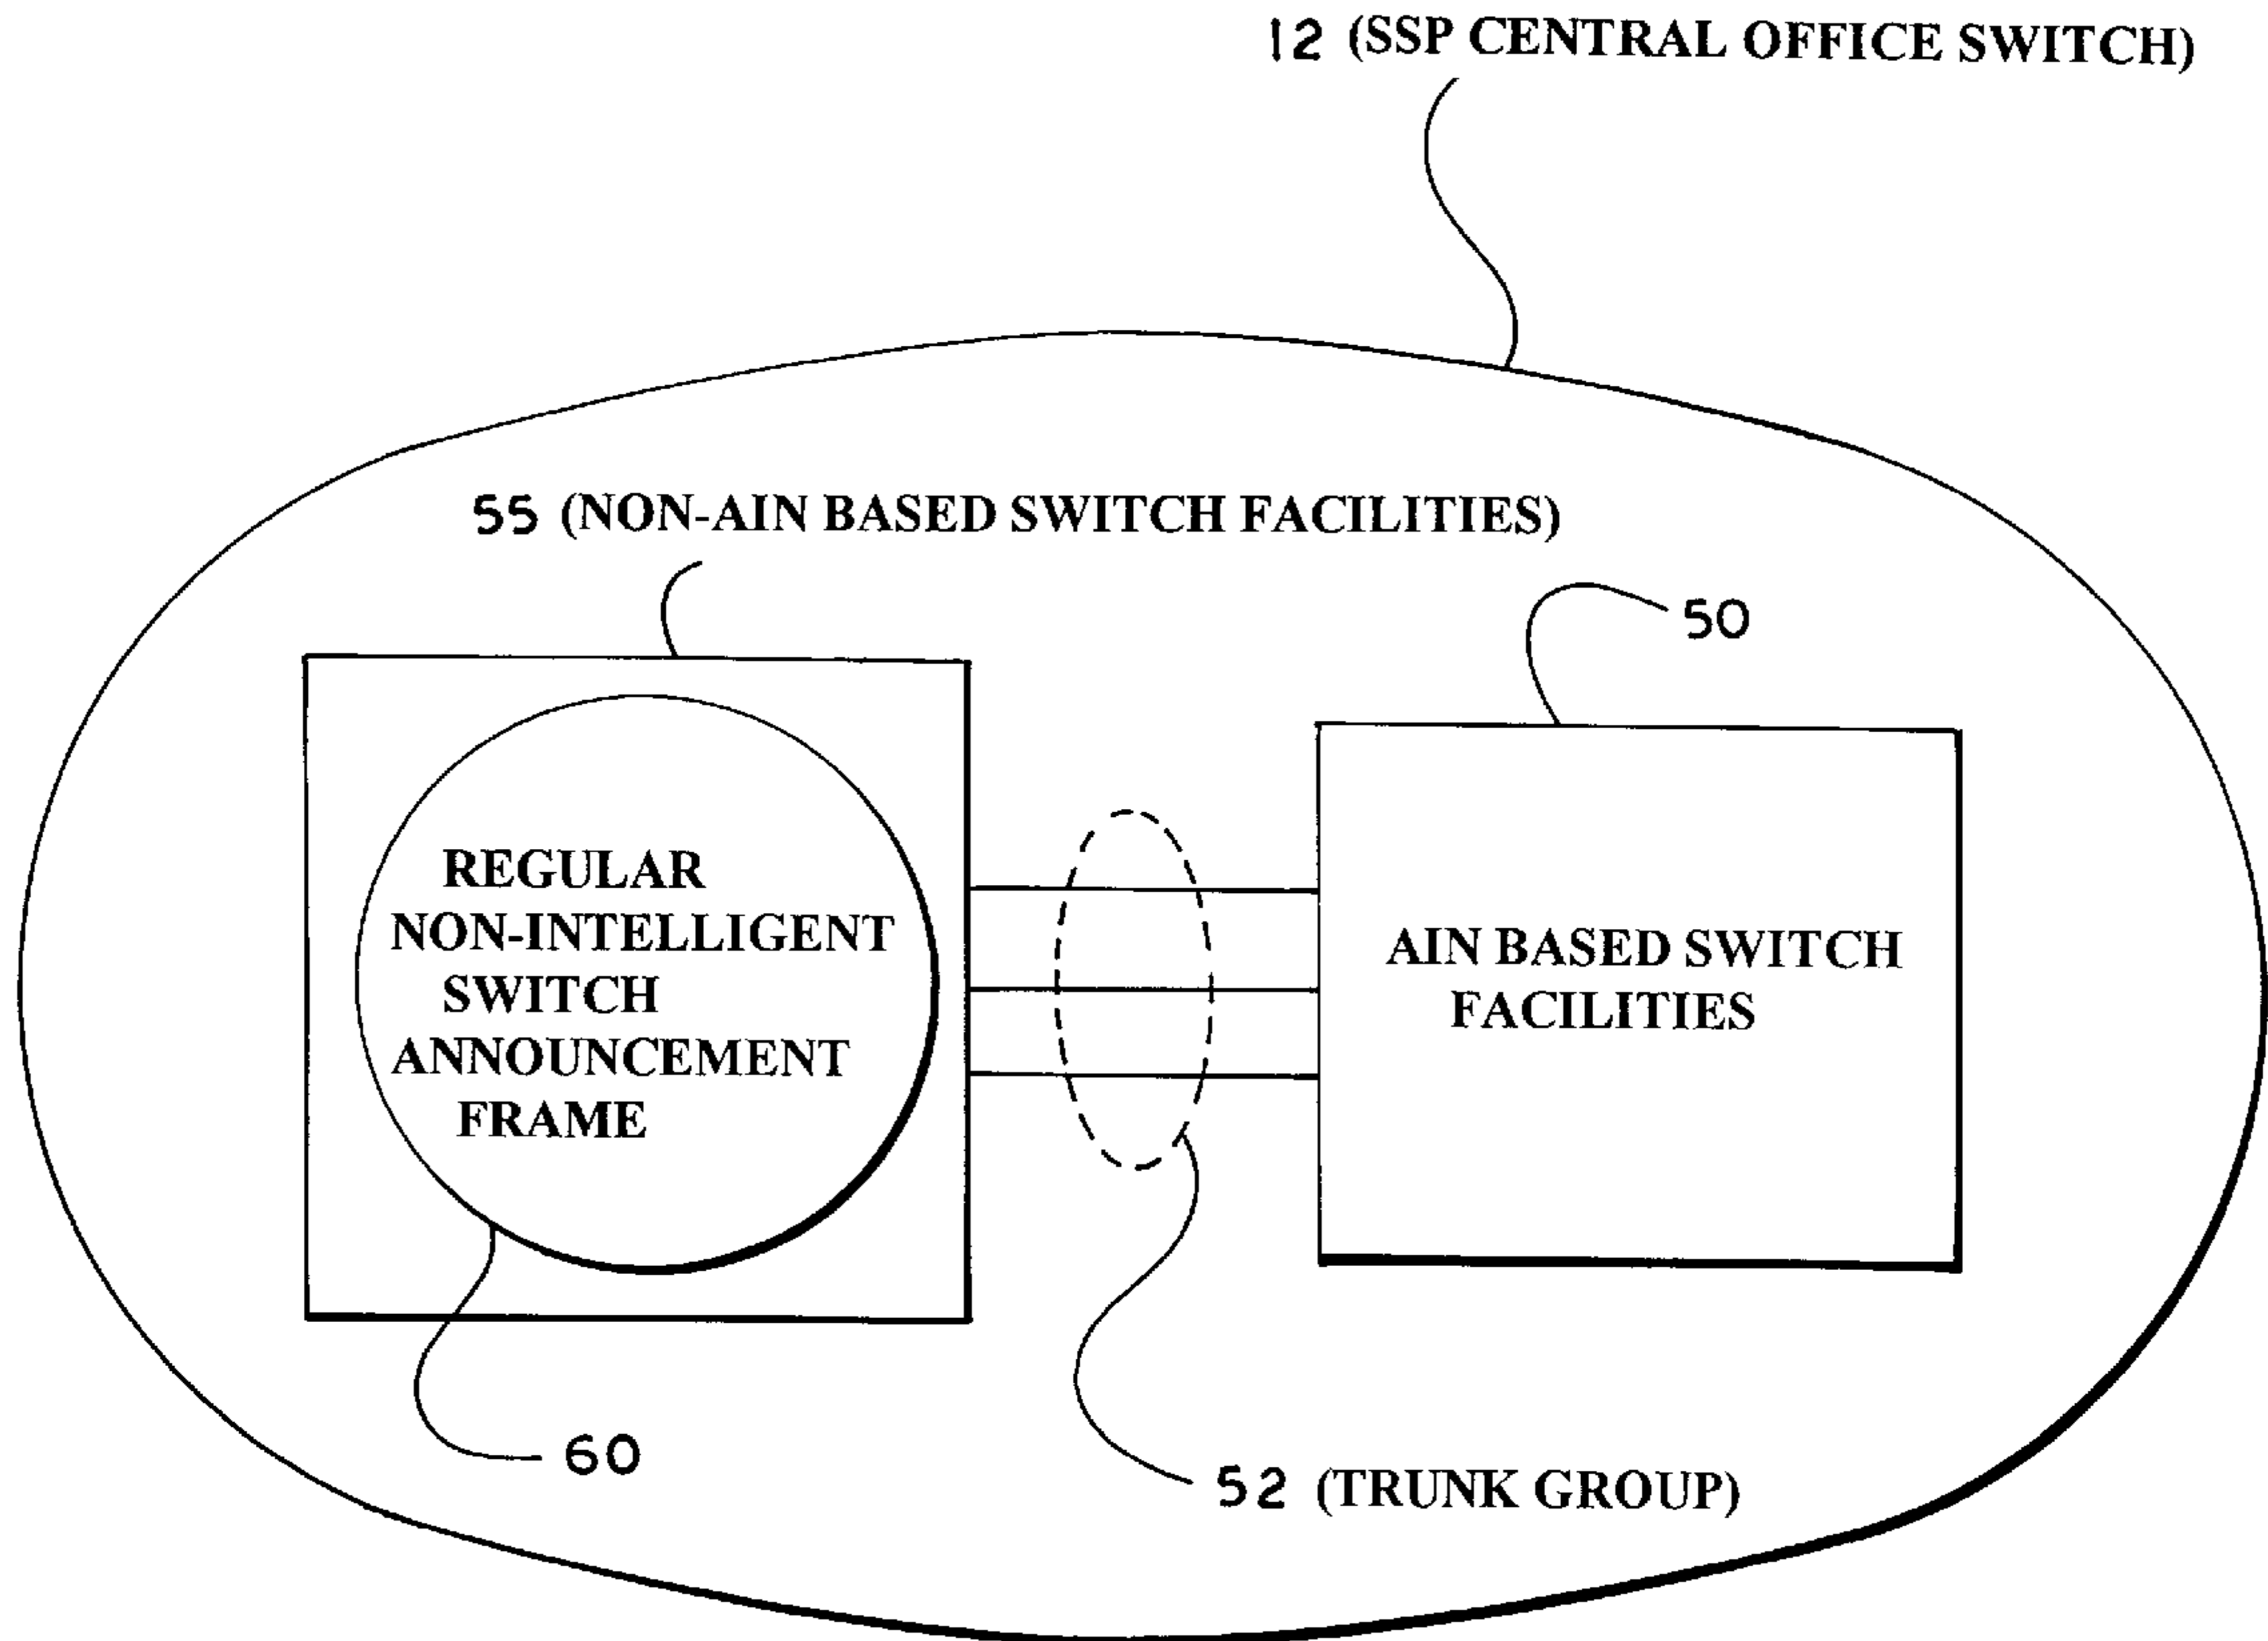 12 (SSP CENTRAL OFFICE SWITCH)
55 (NON-AIN BASED SWITCH FACILITIES)
50
REGULAR
NON-INTELLIGENT
SWITCH
ANNOUNCEMENT
FRAME
AIN BASED SWITCH
FACILITIES
60
52 (TRUNK GROUP)